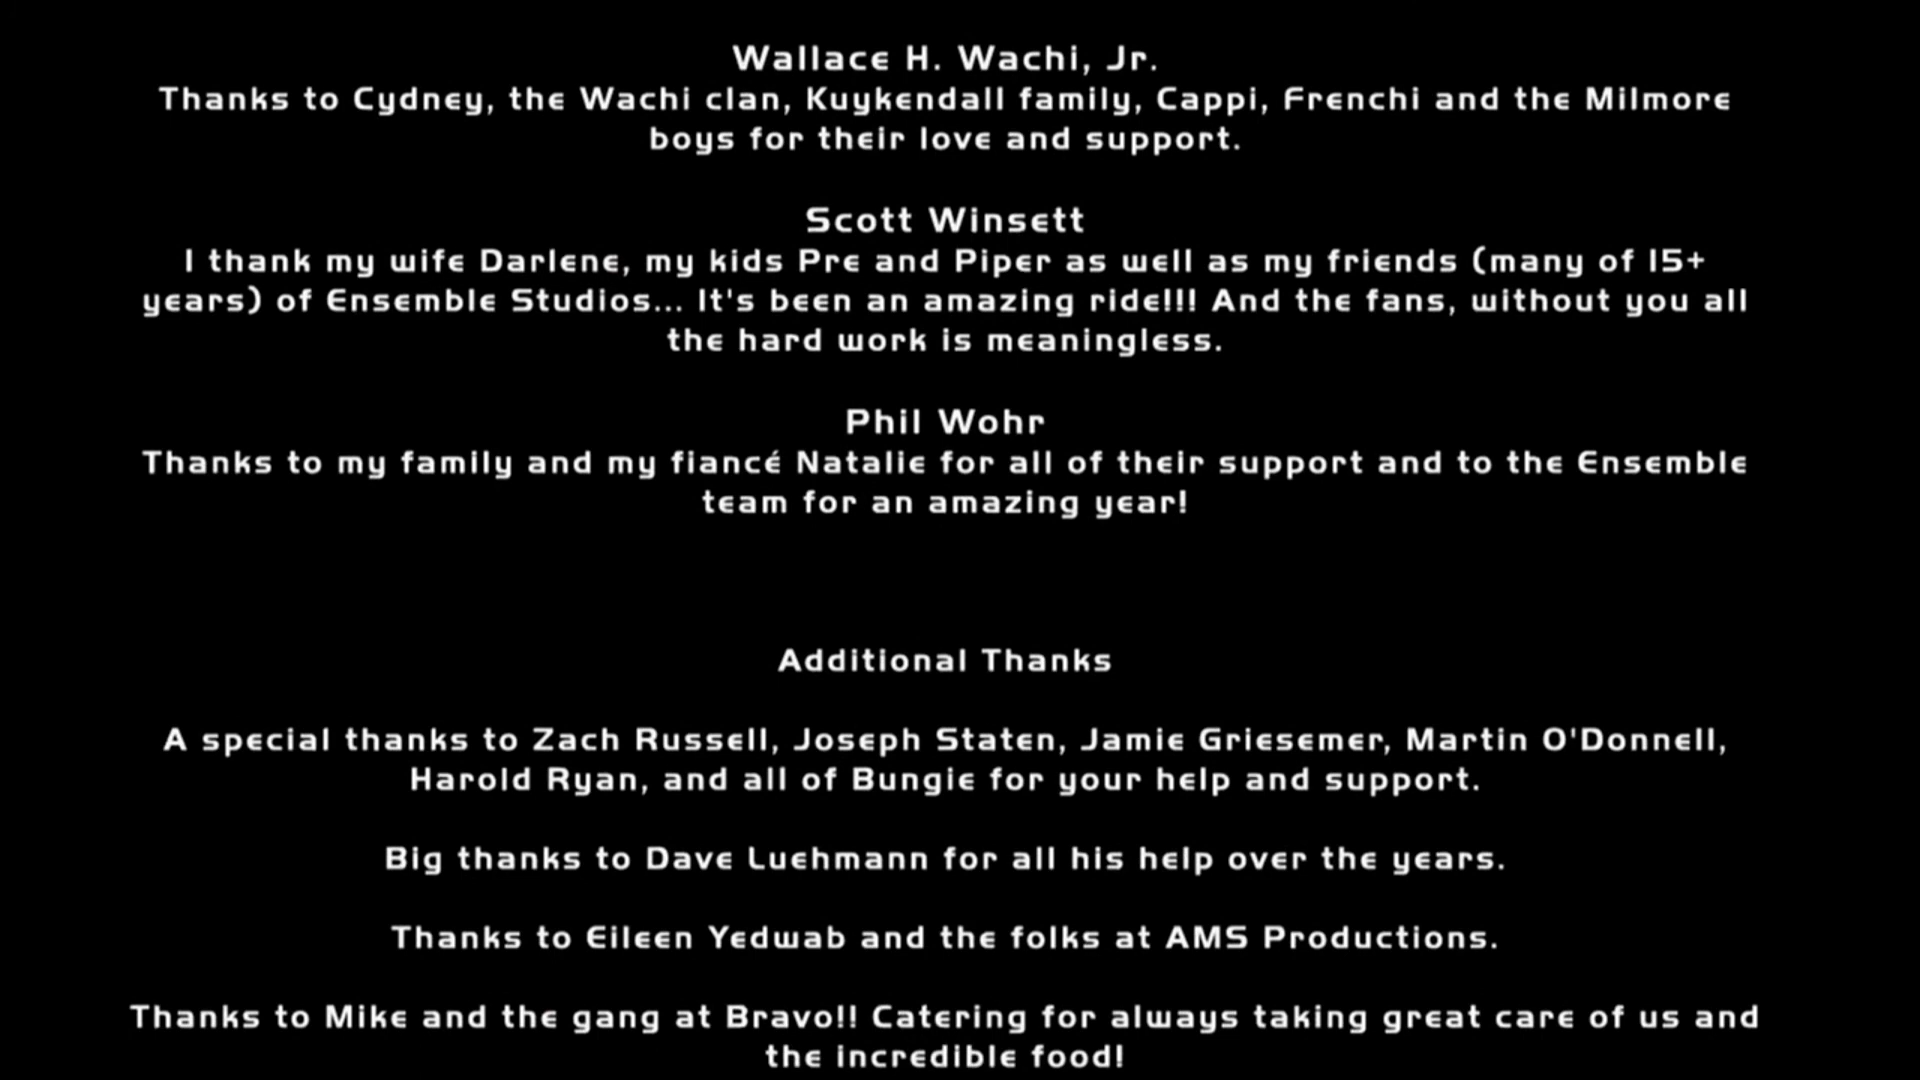 Wallace H. Wachi, Jr.
Thanks to Cydney, the Wachi clan, Kuykendall family, Cappi, Frenchi and the Milmore
boys for their love and support.
Scott Winsett
I thank my wife Darlene, my kids Pre and Piper as well as my friends (many of 15+
years) of Ensemble Studios... It's been an amazing ride!!! And the fans, without you all
the hard work is meaningless.
Phil Wohr
Thanks to my family and my fiancé Natalie for all of their support and to the Ensemble
team for an amazing year!
Additional Thanks
A special thanks to Zach Russell, Joseph Staten, Jamie Griesemer, Martin O'Donnell,
Harold Ryan, and all of Bungie for your help and support.
Big thanks to Dave Luehmann for all his help over the years.
Thanks to Eileen Yedwab and the folks at AMS Productions.
Thanks to Mike and the gang at Bravo!! Catering for always taking great care of us and
the incredible food!